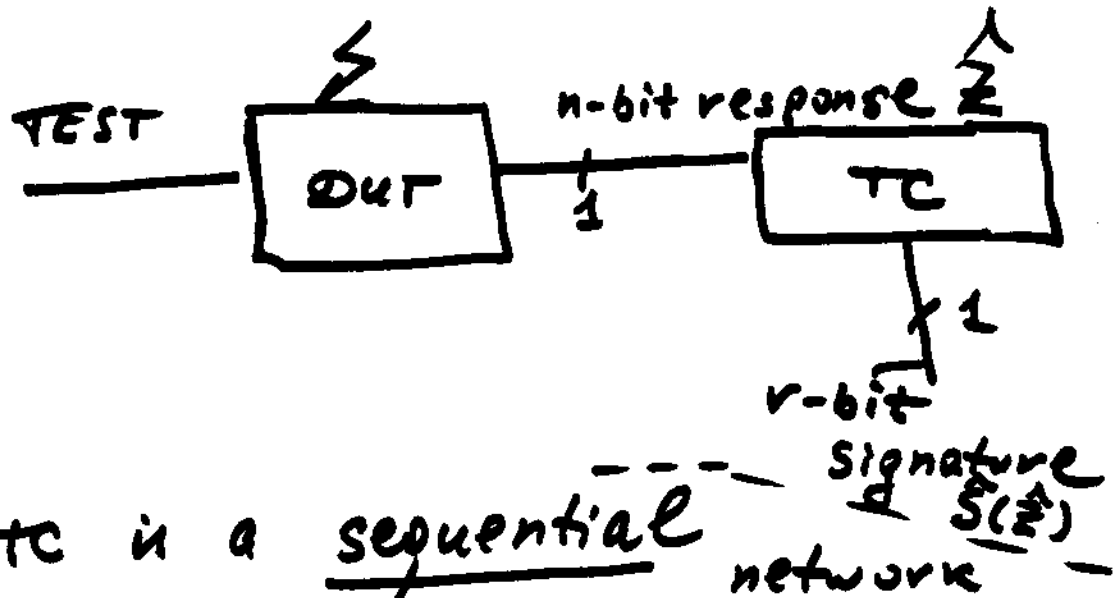 TEST
DUT
n-bit response Ẑ
1
TC
1
r-bit
signature
Ŝ(Ẑ)
TC is a sequential
network